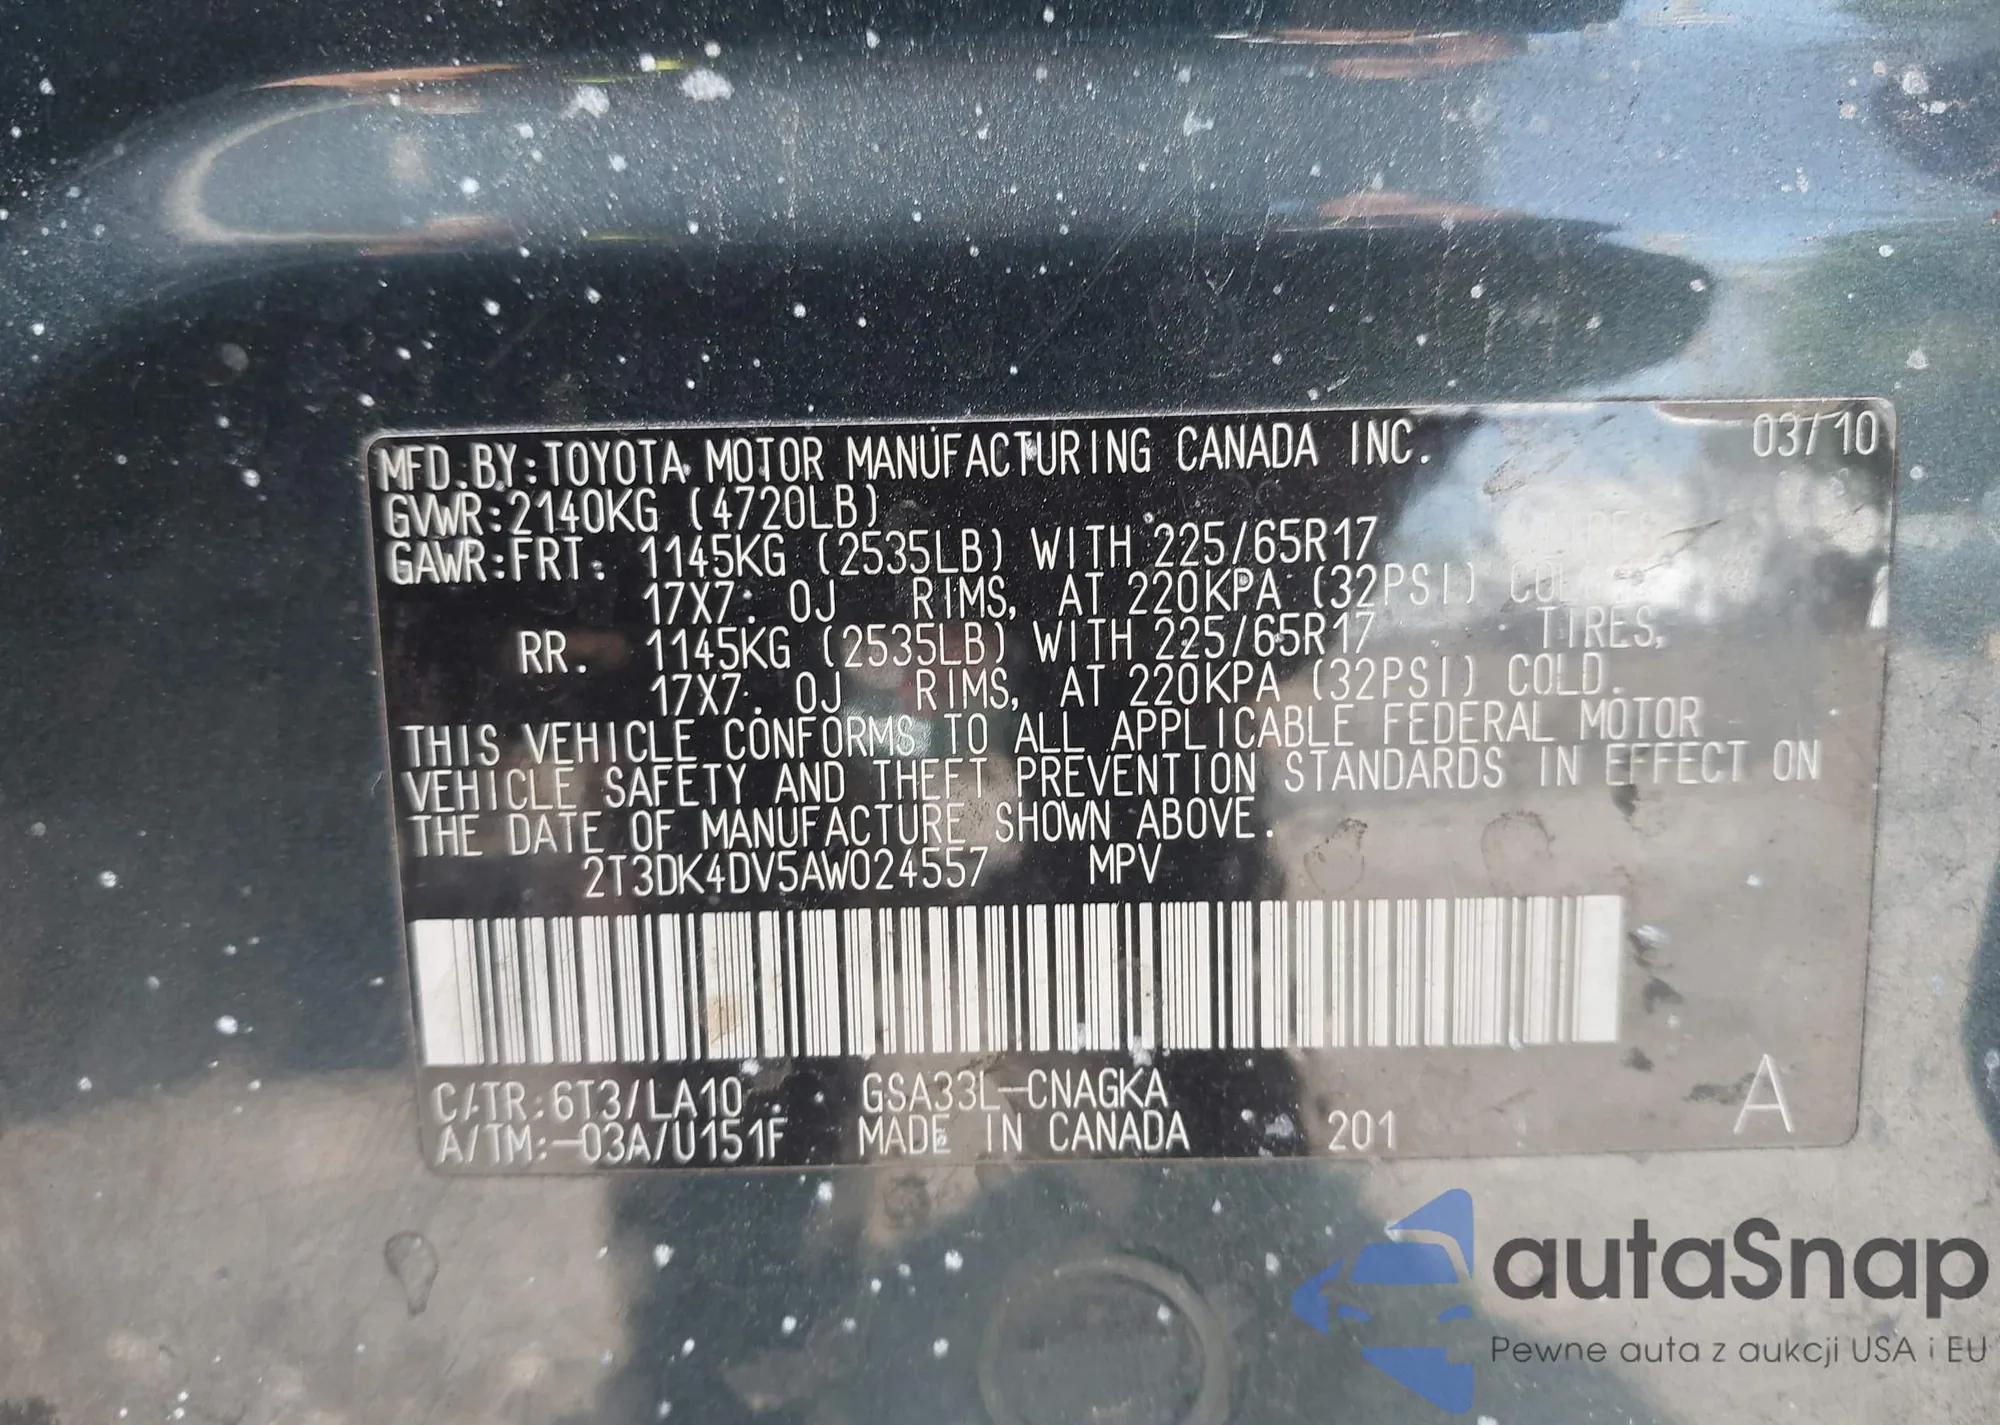 MFD.BY:TOYOTA MOTOR MANUFACTURING CANADA INC. 03/10
GVWR:2140KG (4720LB)
GAWR:FRT. 1145KG (2535LB) WITH 225/65R17
17X7. 0J RIMS, AT 220KPA (32PSI)
RR. 1145KG (2535LB) WITH 225/65R17 TIRES,
17X7. 0J RIMS, AT 220KPA (32PSI) COLD.
THIS VEHICLE CONFORMS TO ALL APPLICABLE FEDERAL MOTOR
VEHICLE SAFETY AND THEFT PREVENTION STANDARDS IN EFFECT ON
THE DATE OF MANUFACTURE SHOWN ABOVE.
2T3DK4DV5AW024557 MPV
C/TR:6T3/LA10 GSA33L-CNAGKA
A/TM:-03A/U151F MADE IN CANADA 201 A
autaSnap
Pewne auta z aukcji USA i EU